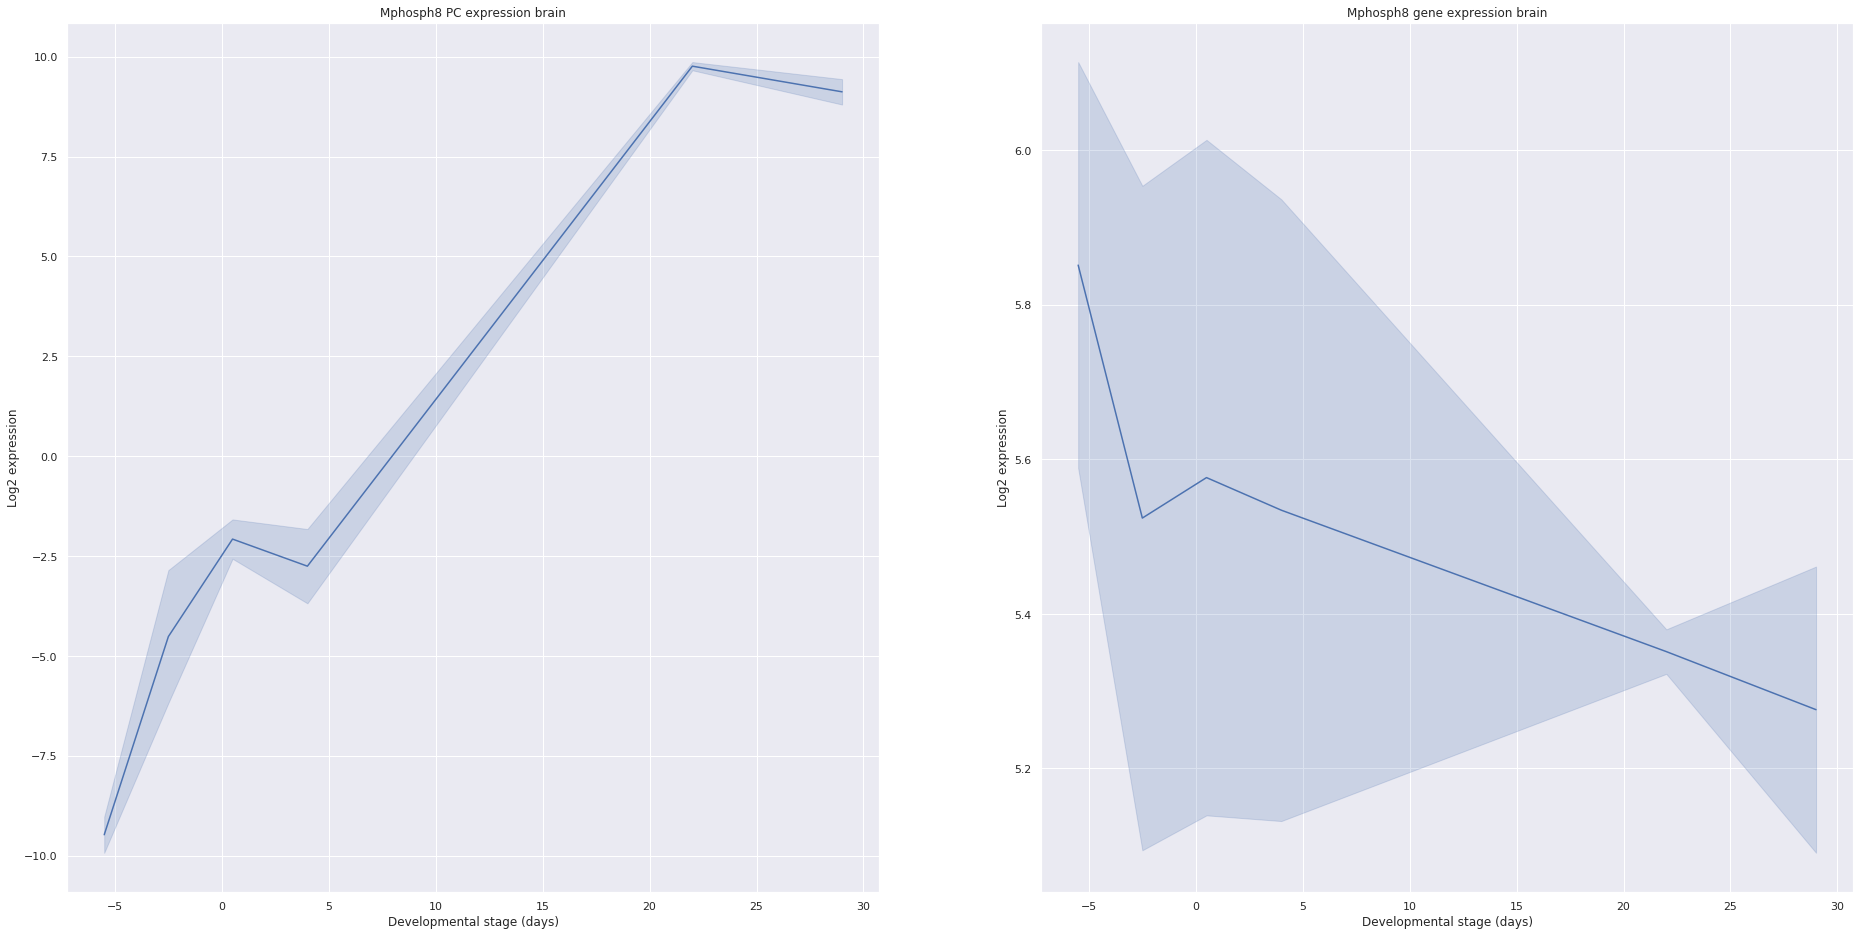 Mphosph8 PC expression brain
Log2 expression
10.0
7.5
5.0
2.5
0.0
−2.5
−5.0
−7.5
−10.0
−5 0 5 10 15 20 25 30
Developmental stage (days)
Mphosph8 gene expression brain
Log2 expression
6.0
5.8
5.6
5.4
5.2
−5 0 5 10 15 20 25 30
Developmental stage (days)